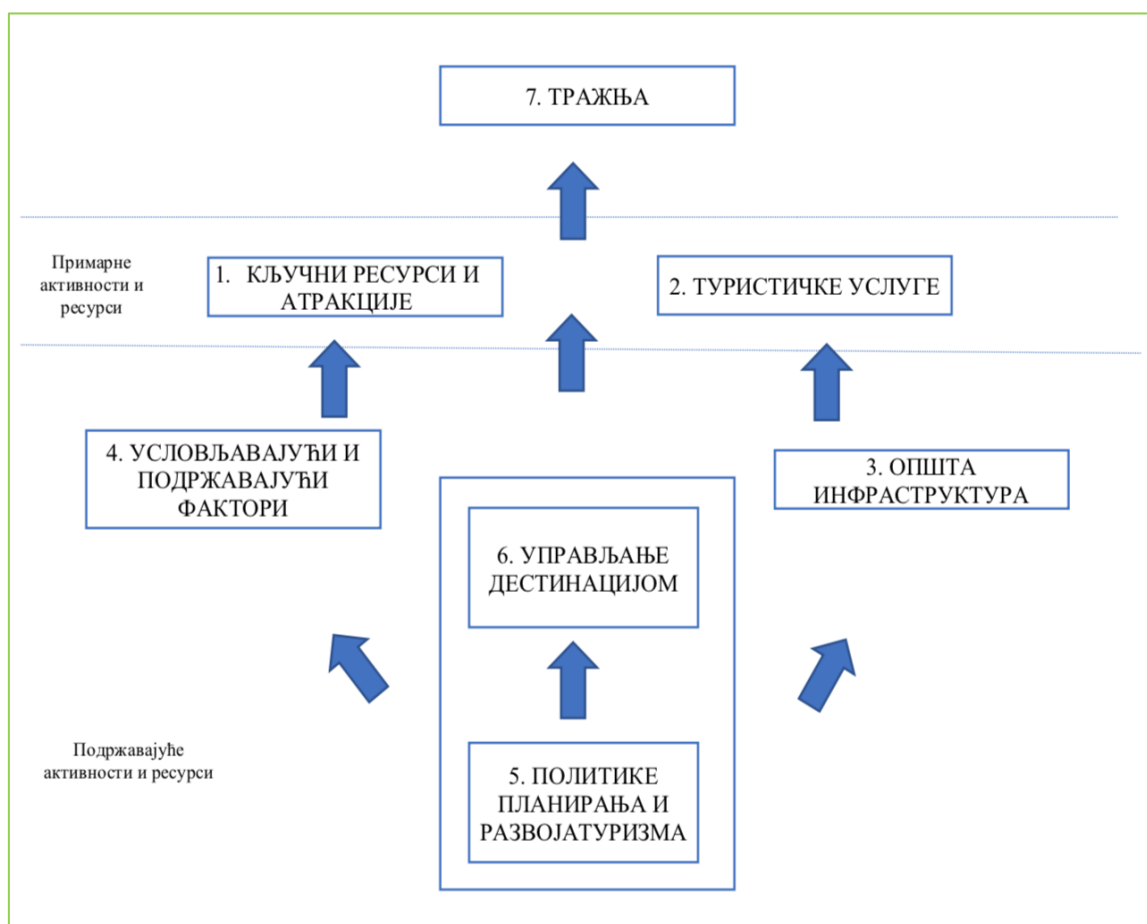 7. ТРАЖЊА
Примарне
активности и
ресурси
1. КЉУЧНИ РЕСУРСИ И
АТРАКЦИЈЕ
2. ТУРИСТИЧКЕ УСЛУГЕ
4. УСЛОВЉАВАЈУЋИ И
ПОДРЖАВАЈУЋИ
ФАКТОРИ
3. ОПШТА
ИНФРАСТРУКТУРА
6. УПРАВЉАЊЕ
ДЕСТИНАЦИЈОМ
Подржавајуће
активности и ресурси
5. ПОЛИТИКЕ
ПЛАНИРАЊА И
РАЗВОЈАТУРИЗМА